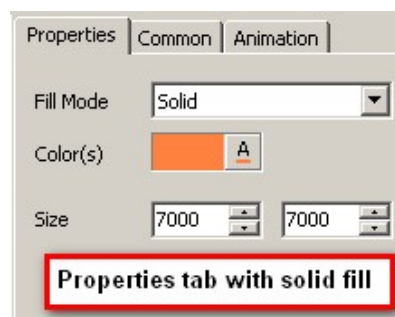 Properties Common Animation
Fill Mode Solid
Color(s) A
Size 7000 7000
Properties tab with solid fill